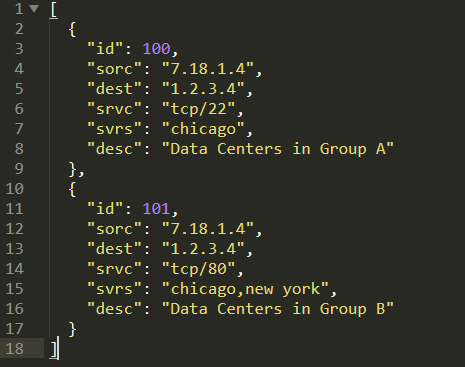 1 [
2   {
3     "id": 100,
4     "sorc": "7.18.1.4",
5     "dest": "1.2.3.4",
6     "srvc": "tcp/22",
7     "svrs": "chicago",
8     "desc": "Data Centers in Group A"
9   },
10   {
11     "id": 101,
12     "sorc": "7.18.1.4",
13     "dest": "1.2.3.4",
14     "srvc": "tcp/80",
15     "svrs": "chicago,new york",
16     "desc": "Data Centers in Group B"
17   }
18 ]